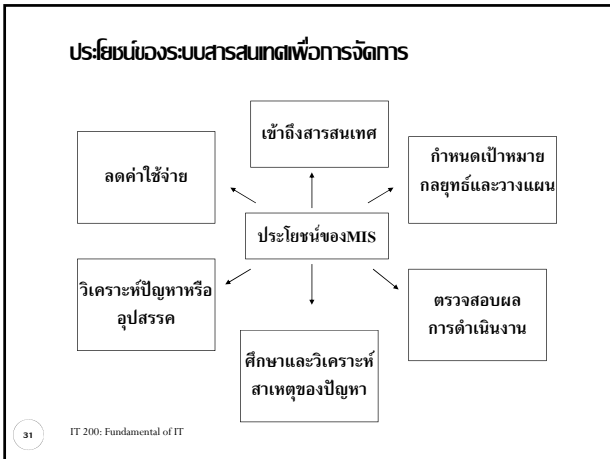 ประโยชน์ของระบบสารสนเทศเพื่อการจัดการ
เข้าถึงสารสนเทศ
ลดค่าใช้จ่าย
กำหนดเป้าหมาย
กลยุทธ์และวางแผน
ประโยชน์ของMIS
วิเคราะห์ปัญหาหรือ
อุปสรรค
ตรวจสอบผล
การดำเนินงาน
ศึกษาและวิเคราะห์
สาเหตุของปัญหา
31
IT 200: Fundamental of IT